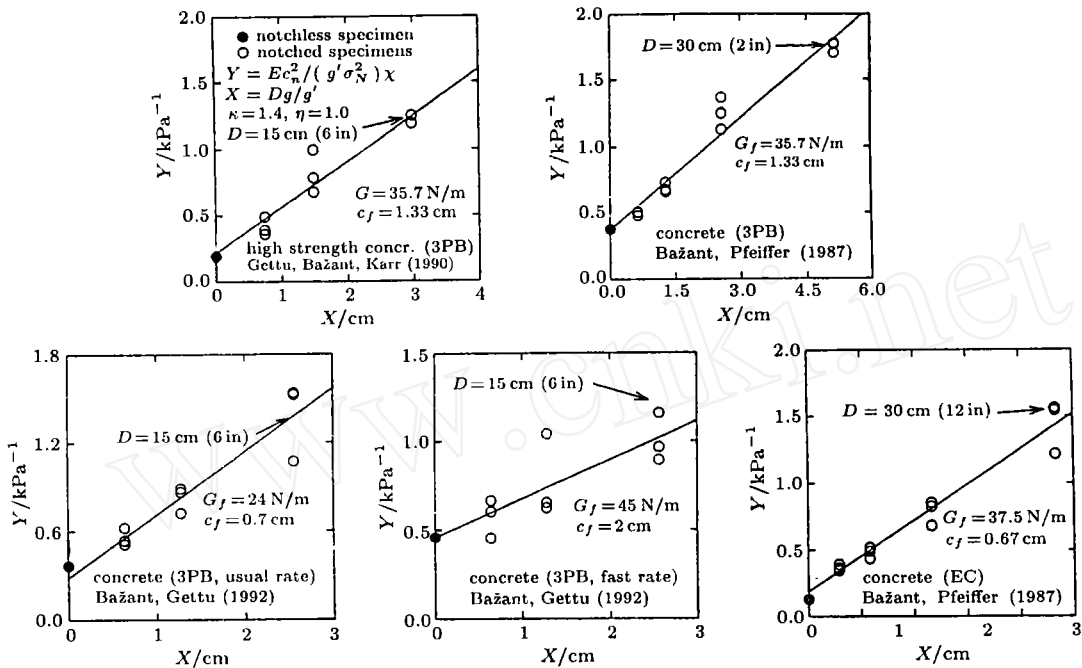 2.0
1.5
1.0
0.5
0.0
Y/kPa⁻¹
● notchless specimen
○ notched specimens
Y = Ec_n^2/( g′σ_N^2 ) χ
X = Dg/g′
κ=1.4, η=1.0
D=15 cm (6 in)
G=35.7 N/m
c_f=1.33 cm
high strength concr. (3PB)
Gettu, Bažant, Karr (1990)
0 1 2 3 4
X/cm
2.0
1.5
1.0
0.5
0.0
Y/kPa⁻¹
D=30 cm (2 in)
G_f=35.7 N/m
c_f=1.33 cm
concrete (3PB)
Bažant, Pfeiffer (1987)
0 1.5 3.0 4.5 6.0
X/cm
1.8
1.2
0.6
0.0
Y/kPa⁻¹
D=15 cm (6 in)
G_f=24 N/m
c_f=0.7 cm
concrete (3PB, usual rate)
Bažant, Gettu (1992)
0 1 2 3
X/cm
1.5
1.0
0.5
0.0
Y/kPa⁻¹
D=15 cm (6 in)
G_f=45 N/m
c_f=2 cm
concrete (3PB, fast rate)
Bažant, Gettu (1992)
0 1 2 3
X/cm
2.0
1.5
1.0
0.5
0.0
Y/kPa⁻¹
D = 30 cm (12 in)
G_f=37.5 N/m
c_f=0.67 cm
concrete (EC)
Bažant, Pfeiffer (1987)
0 1 2 3
X/cm
www.cnki.net